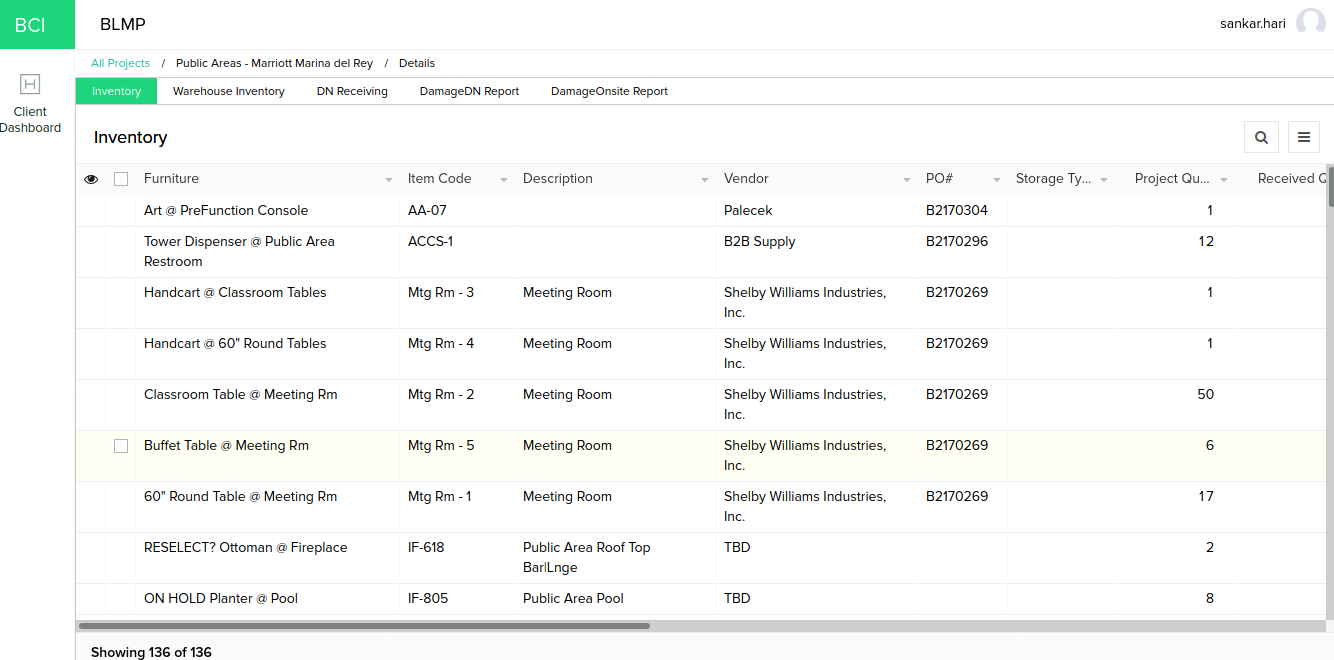 BCI
BLMP
sankar.hari
All Projects / Public Areas - Marriott Marina del Rey / Details
Client
Dashboard
Inventory Warehouse Inventory DN Receiving DamageDN Report DamageOnsite Report
Inventory
Furniture Item Code Description Vendor PO# Storage Ty... Project Qu... Received Q
Art @ PreFunction Console AA-07 Palecek B2170304 1
Tower Dispenser @ Public Area ACCS-1 B2B Supply B2170296 12
Restroom
Handcart @ Classroom Tables Mtg Rm - 3 Meeting Room Shelby Williams Industries, B2170269 1
Inc.
Handcart @ 60" Round Tables Mtg Rm - 4 Meeting Room Shelby Williams Industries, B2170269 1
Inc.
Classroom Table @ Meeting Rm Mtg Rm - 2 Meeting Room Shelby Williams Industries, B2170269 50
Inc.
Buffet Table @ Meeting Rm Mtg Rm - 5 Meeting Room Shelby Williams Industries, B2170269 6
Inc.
60" Round Table @ Meeting Rm Mtg Rm - 1 Meeting Room Shelby Williams Industries, B2170269 17
Inc.
RESELECT? Ottoman @ Fireplace IF-618 Public Area Roof Top TBD 2
Bar|Lnge
ON HOLD Planter @ Pool IF-805 Public Area Pool TBD 8
Showing 136 of 136